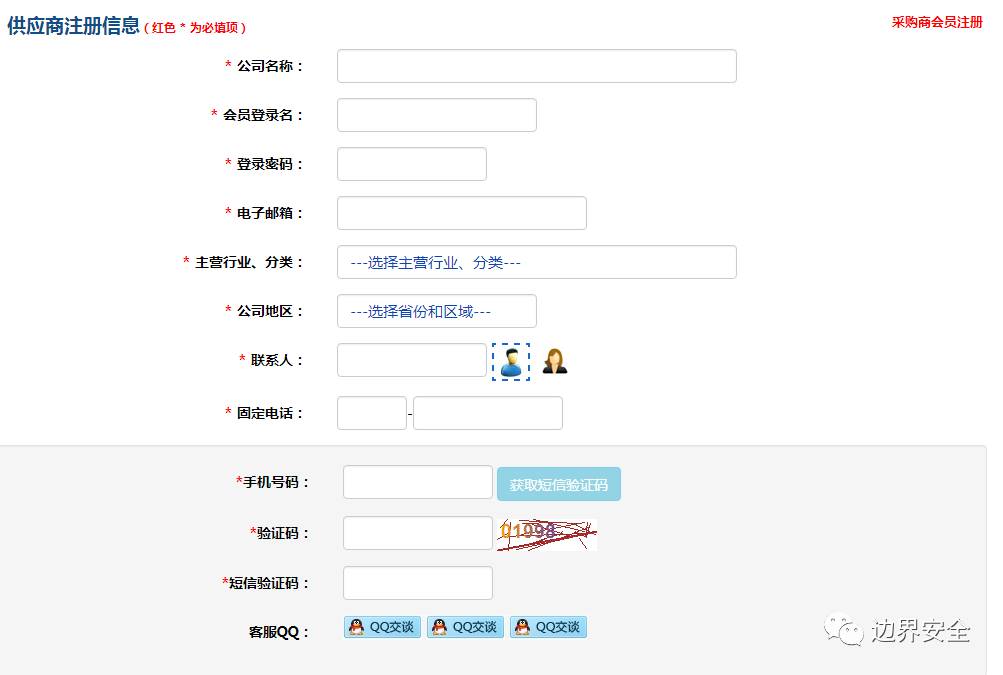 供应商注册信息 ( 红色 * 为必填项 ) 采购商会员注册
* 公司名称：
* 会员登录名：
* 登录密码：
* 电子邮箱：
* 主营行业、分类： ---选择主营行业、分类---
* 公司地区： ---选择省份和区域---
* 联系人：
* 固定电话： -
*手机号码： 获取短信验证码
*验证码： 01998
*短信验证码：
客服QQ： QQ交谈 QQ交谈 QQ交谈
边界安全